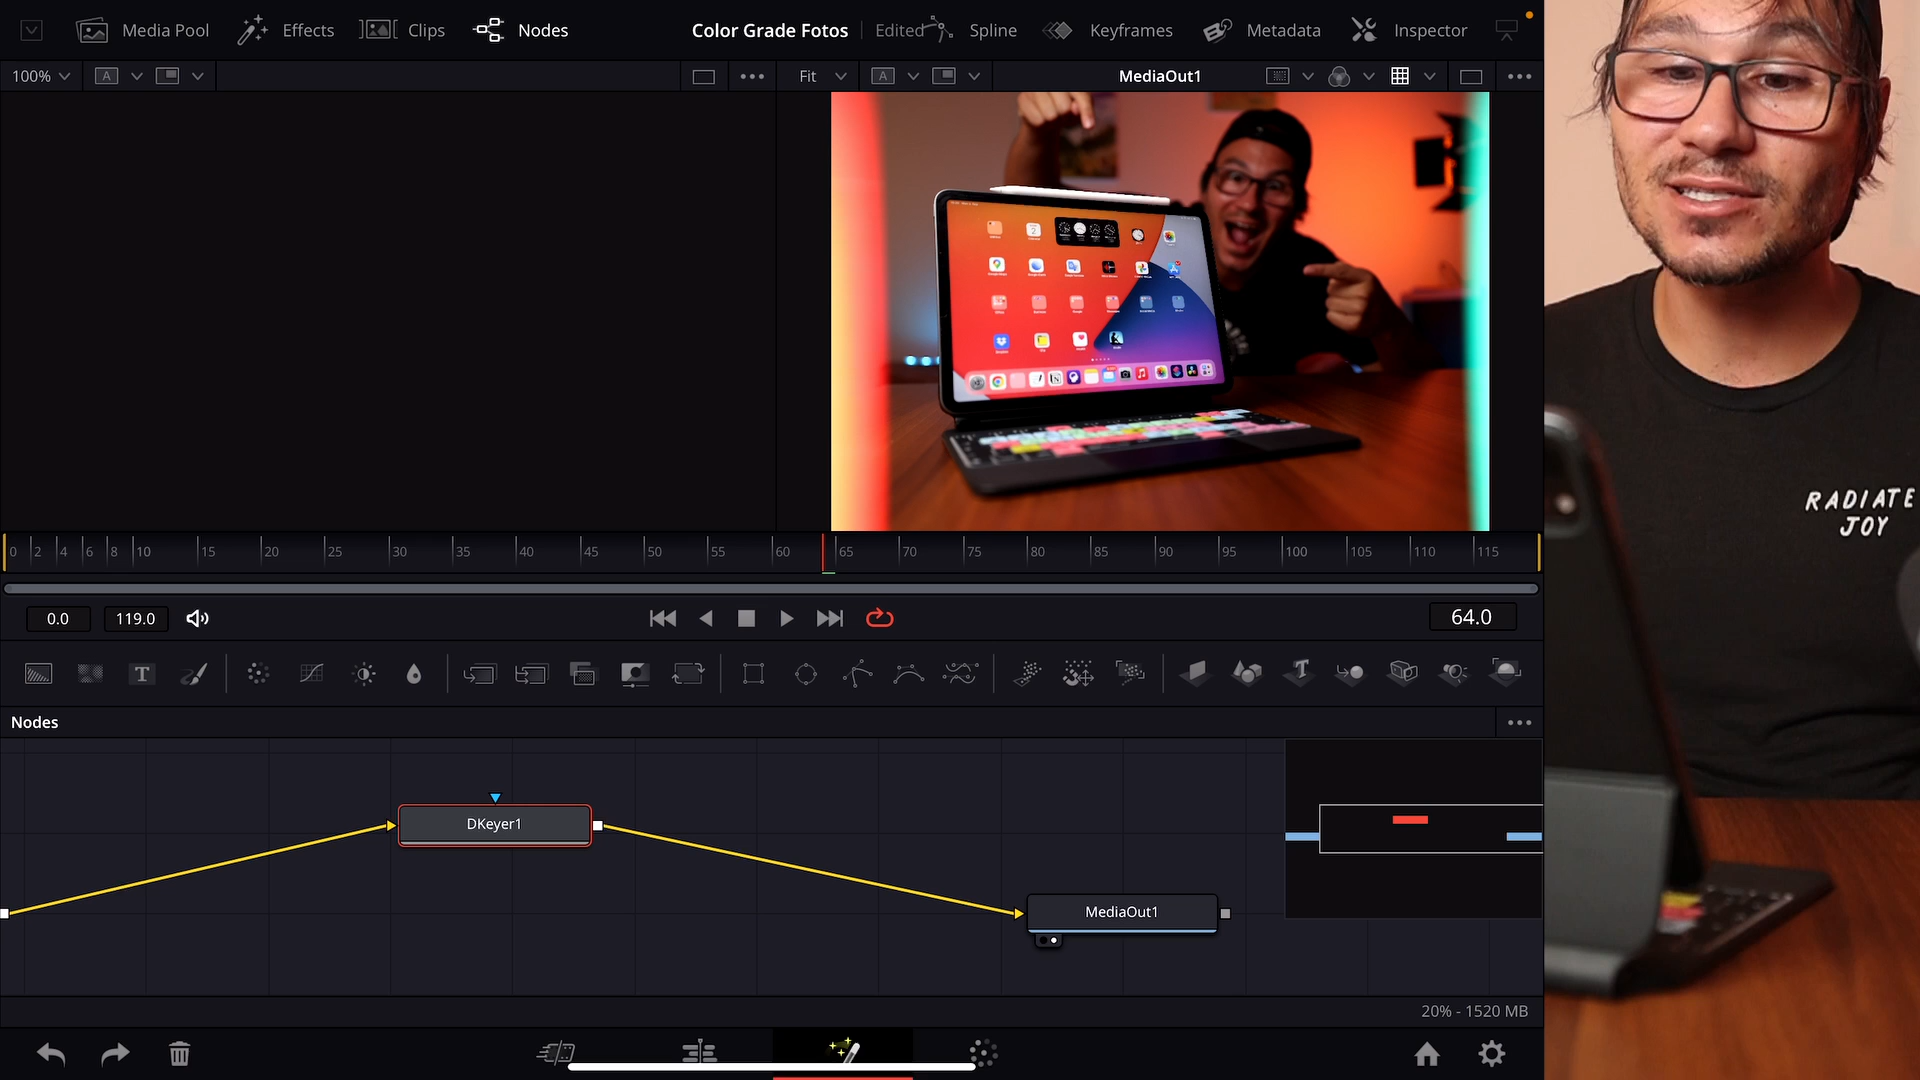 Media Pool Effects Clips Nodes Color Grade Fotos Edited Spline Keyframes Metadata Inspector
100% A Fit A MediaOut1
0 2 4 6 8 10 15 20 25 30 35 40 45 50 55 60 65 70 75 80 85 90 95 100 105 110 115
0.0 119.0 64.0
T T
Nodes
DKeyer1
MediaOut1
20% - 1520 MB
RADIATE
JOY